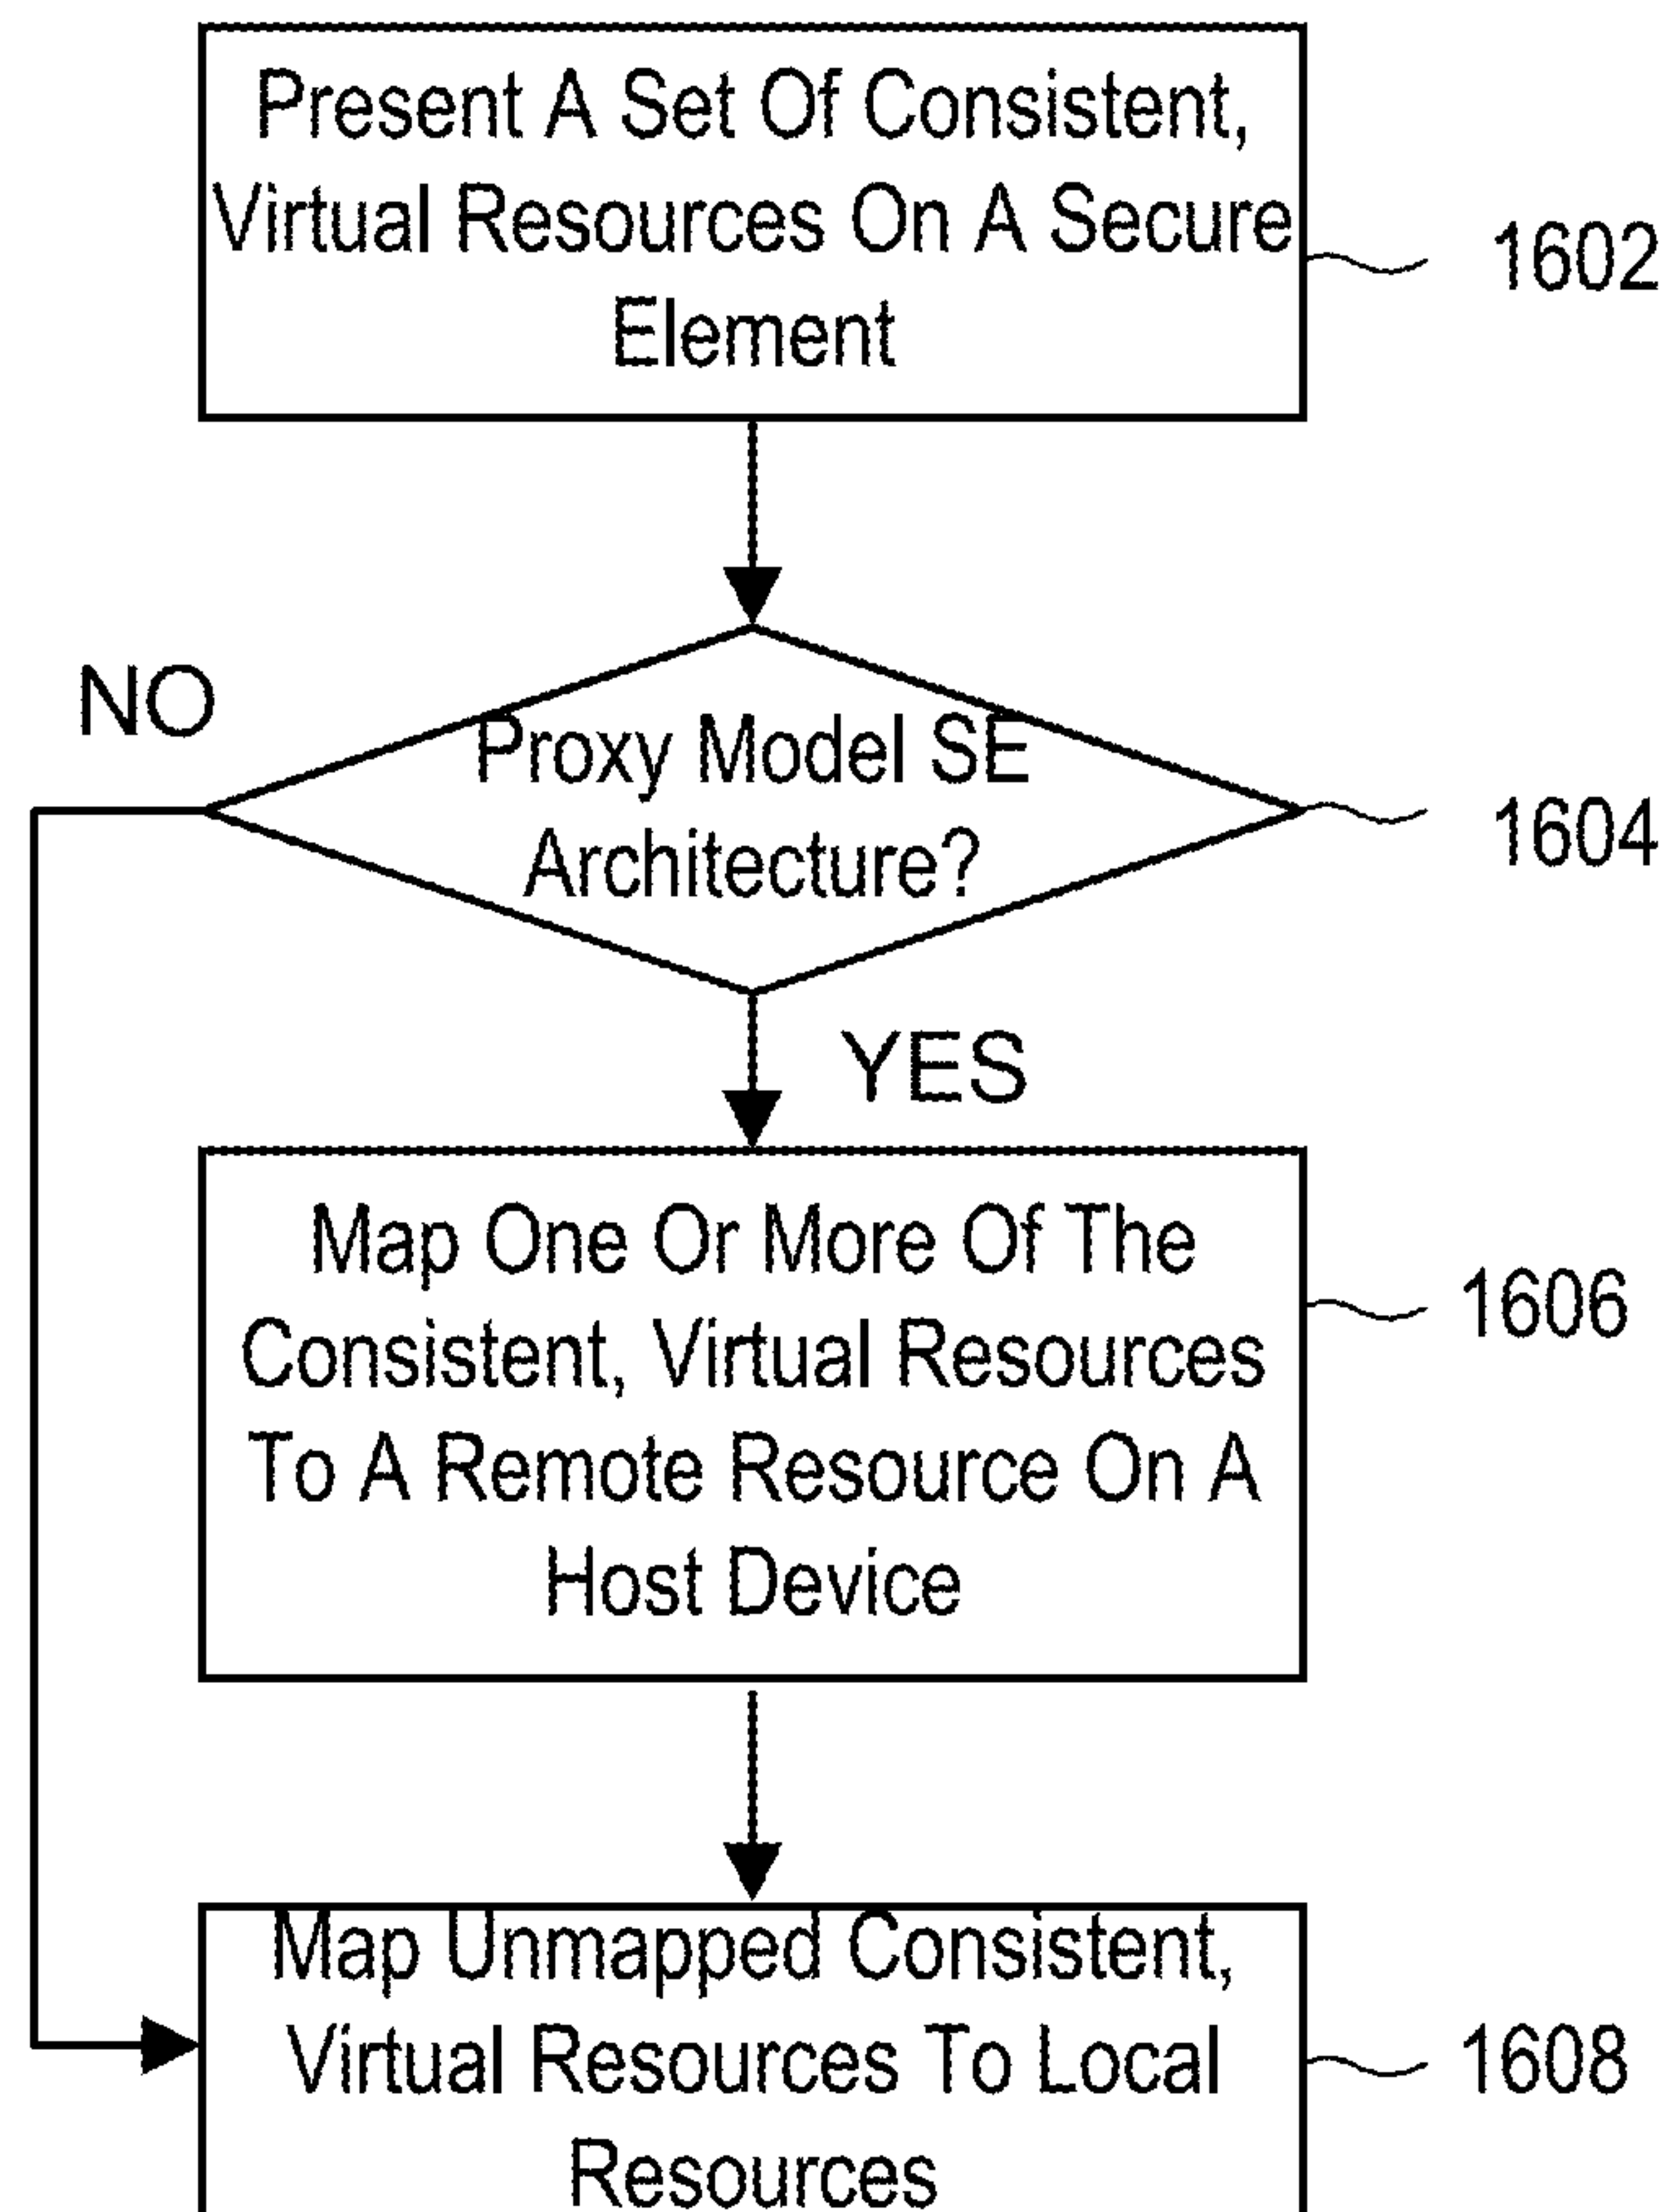 Present A Set Of Consistent,
Virtual Resources On A Secure
Element
1602
NO
Proxy Model SE
Architecture?
1604
YES
Map One Or More Of The
Consistent, Virtual Resources
To A Remote Resource On A
Host Device
1606
Map Unmapped Consistent,
Virtual Resources To Local
Resources
1608